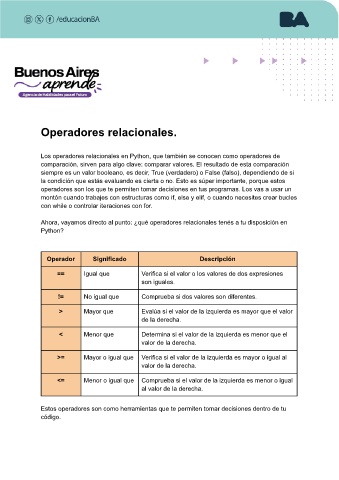 /educacionBA
BA
Buenos Aires
aprende
Agencia de Habilidades para el Futuro
Operadores relacionales.
Los operadores relacionales en Python, que también se conocen como operadores de
comparación, sirven para algo clave: comparar valores. El resultado de esta comparación
siempre es un valor booleano, es decir, True (verdadero) o False (falso), dependiendo de si
la condición que estás evaluando es cierta o no. Esto es súper importante, porque estos
operadores son los que te permiten tomar decisiones en tus programas. Los vas a usar un
montón cuando trabajes con estructuras como if, else y elif, o cuando necesites crear bucles
con while o controlar iteraciones con for.
Ahora, vayamos directo al punto: ¿qué operadores relacionales tenés a tu disposición en
Python?
Operador Significado Descripción
== Igual que Verifica si el valor o los valores de dos expresiones
son iguales.
!= No igual que Comprueba si dos valores son diferentes.
> Mayor que Evalúa si el valor de la izquierda es mayor que el valor
de la derecha.
< Menor que Determina si el valor de la izquierda es menor que el
valor de la derecha.
>= Mayor o igual que Verifica si el valor de la izquierda es mayor o igual al
valor de la derecha.
<= Menor o igual que Comprueba si el valor de la izquierda es menor o igual
al valor de la derecha.
Estos operadores son como herramientas que te permiten tomar decisiones dentro de tu
código.